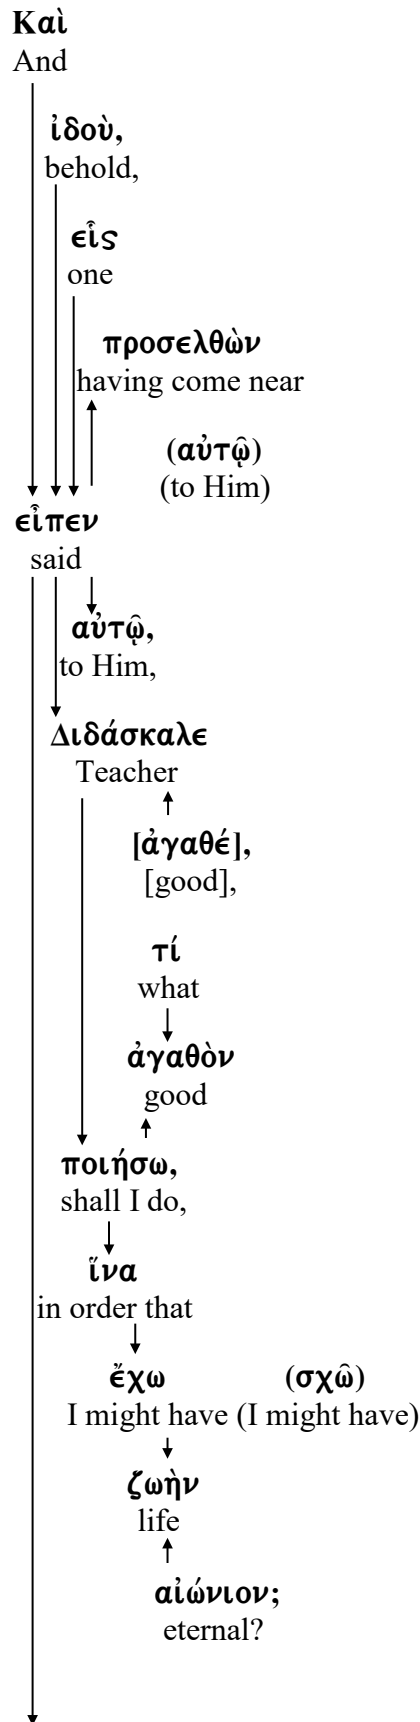 Καὶ
And
ἰδοὺ,
behold,
εἷς
one
προσελθὼν
having come near
(αὐτῷ)
(to Him)
εἶπεν
said
αὐτῷ,
to Him,
Διδάσκαλε
Teacher
[ἀγαθέ],
[good],
τί
what
ἀγαθὸν
good
ποιήσω,
shall I do,
ἵνα
in order that
ἔχω (σχῶ)
I might have (I might have)
ζωὴν
life
αἰώνιον;
eternal?